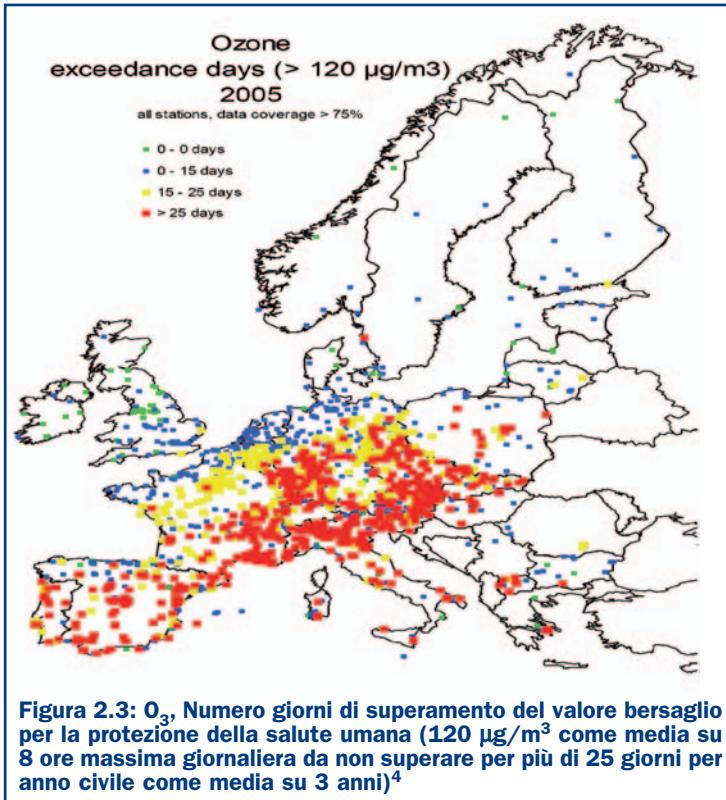 Ozone
exceedance days (> 120 µg/m3)
2005
all stations, data coverage > 75%
0 - 0 days
0 - 15 days
15 - 25 days
> 25 days
Figura 2.3: O₃, Numero giorni di superamento del valore bersaglio
per la protezione della salute umana (120 µg/m³ come media su
8 ore massima giornaliera da non superare per più di 25 giorni per
anno civile come media su 3 anni)⁴